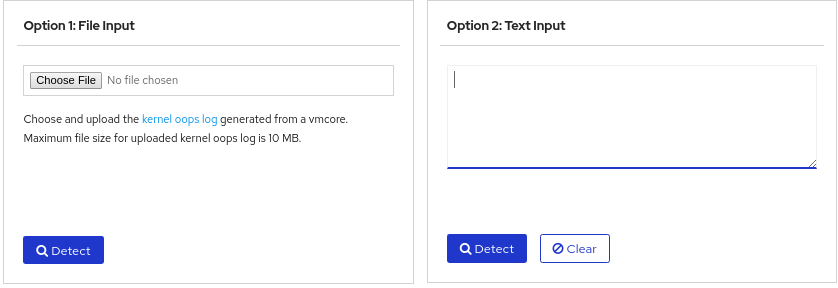 Option 1: File Input
Choose File No file chosen
Choose and upload the kernel oops log generated from a vmcore.
Maximum file size for uploaded kernel oops log is 10 MB.
Detect
Option 2: Text Input
Detect
Clear